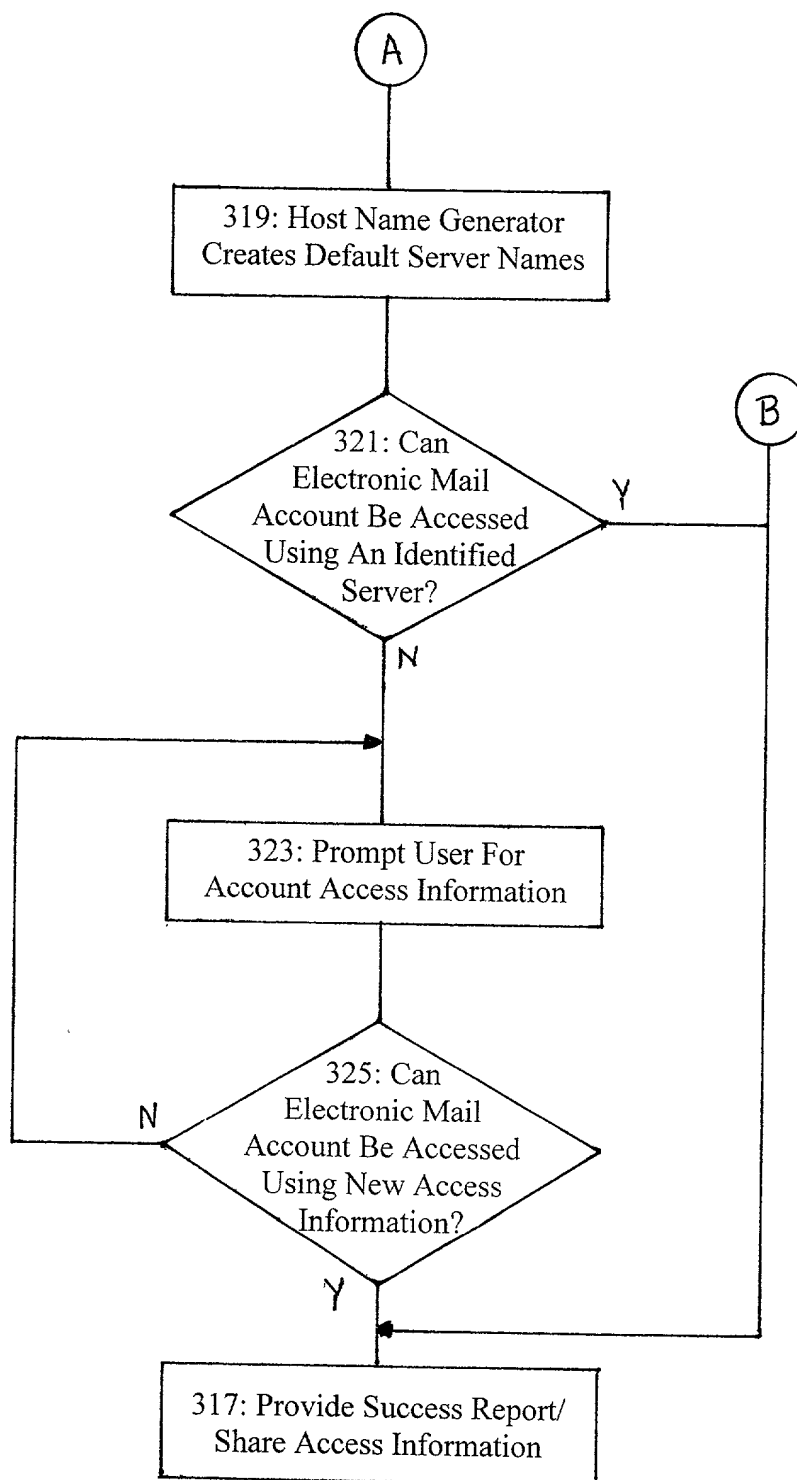 A
319: Host Name Generator
Creates Default Server Names
B
321: Can
Electronic Mail
Account Be Accessed
Using An Identified
Server?
Y
N
323: Prompt User For
Account Access Information
325: Can
Electronic Mail
Account Be Accessed
Using New Access
Information?
N
Y
317: Provide Success Report/
Share Access Information